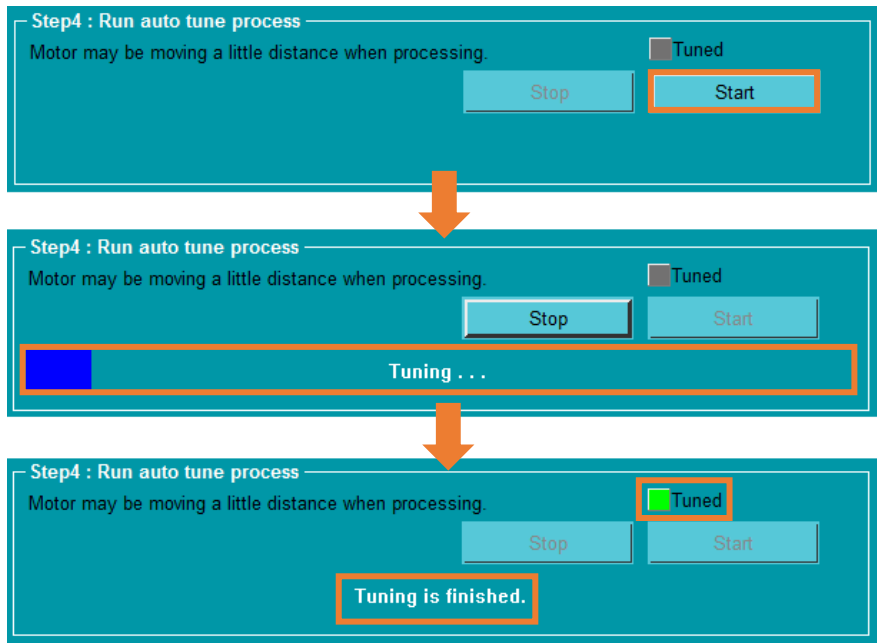 Step4 : Run auto tune process
Motor may be moving a little distance when processing.
Tuned
Stop
Start
Step4 : Run auto tune process
Motor may be moving a little distance when processing.
Tuned
Stop
Start
Tuning . . .
Step4 : Run auto tune process
Motor may be moving a little distance when processing.
Tuned
Stop
Start
Tuning is finished.